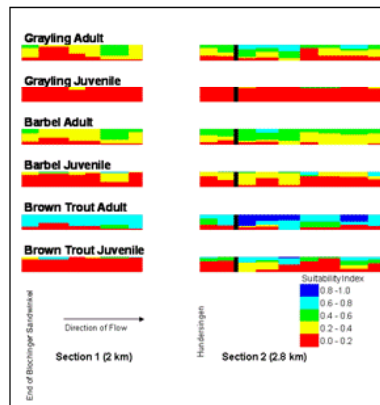 Grayling Adult
Grayling Juvenile
Barbel Adult
Barbel Juvenile
Brown Trout Adult
Brown Trout Juvenile
End of Blochinger Sandwinkel
Direction of Flow
Section 1 (2 km)
Hundersingen
Section 2 (2.8 km)
Suitability Index
0.8 -1.0
0.6 - 0.8
0.4 - 0.6
0.2 - 0.4
0.0 - 0.2